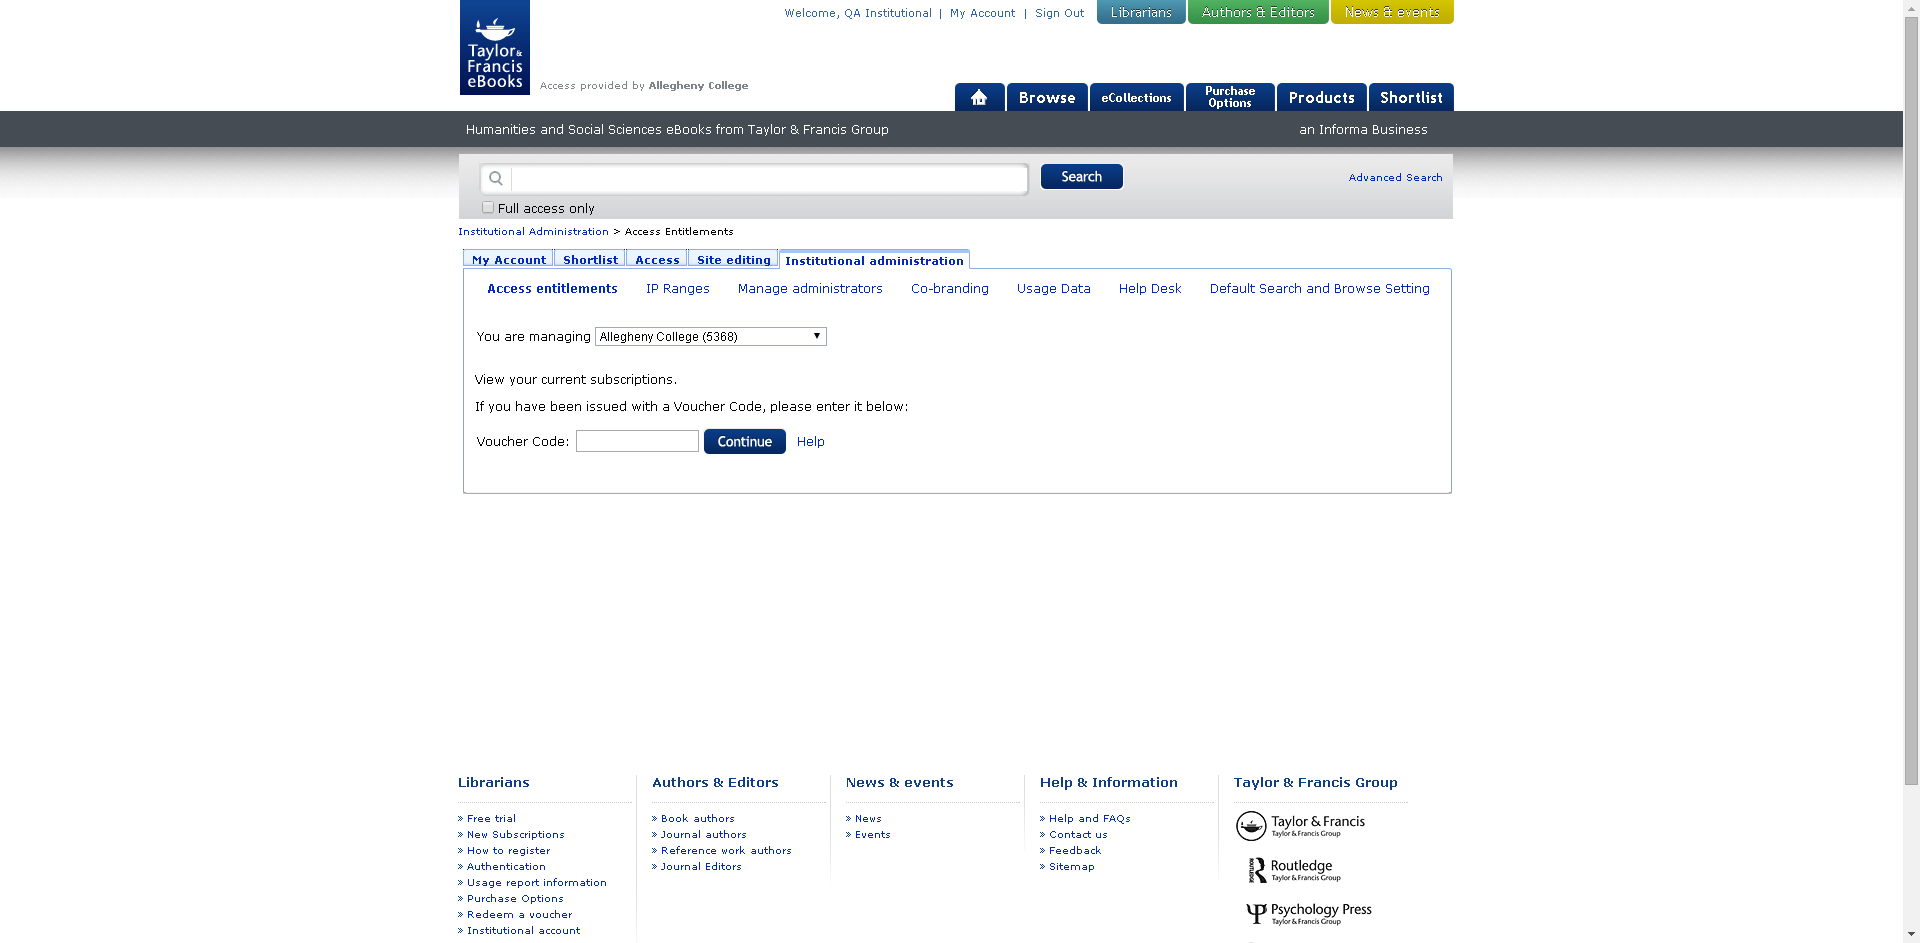 Welcome, QA Institutional | My Account | Sign Out
Librarians
Authors & Editors
News & events
Taylor &
Francis
eBooks
Access provided by Allegheny College
Browse
eCollections
Purchase
Options
Products
Shortlist
Humanities and Social Sciences eBooks from Taylor & Francis Group
an Informa Business
Search
Advanced Search
Full access only
Institutional Administration > Access Entitlements
My Account
Shortlist
Access
Site editing
Institutional administration
Access entitlements
IP Ranges
Manage administrators
Co-branding
Usage Data
Help Desk
Default Search and Browse Setting
You are managing Allegheny College (5368)
View your current subscriptions.
If you have been issued with a Voucher Code, please enter it below:
Voucher Code:
Continue
Help
Librarians
» Free trial
» New Subscriptions
» How to register
» Authentication
» Usage report information
» Purchase Options
» Redeem a voucher
» Institutional account
Authors & Editors
» Book authors
» Journal authors
» Reference work authors
» Journal Editors
News & events
» News
» Events
Help & Information
» Help and FAQs
» Contact us
» Feedback
» Sitemap
Taylor & Francis Group
Taylor & Francis
Taylor & Francis Group
ROUTLEDGE
Routledge
Taylor & Francis Group
Psychology Press
Taylor & Francis Group